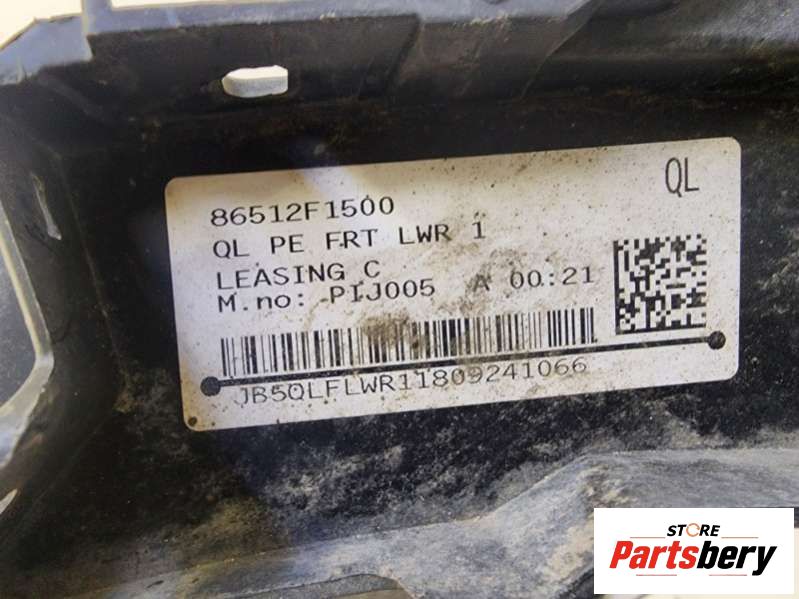 QL
86512F1500
QL PE FRT LWR 1
LEASING C
M.no: PIJ005 A 00:21
JB5QLFLWR11809241066
STORE
Partsbery